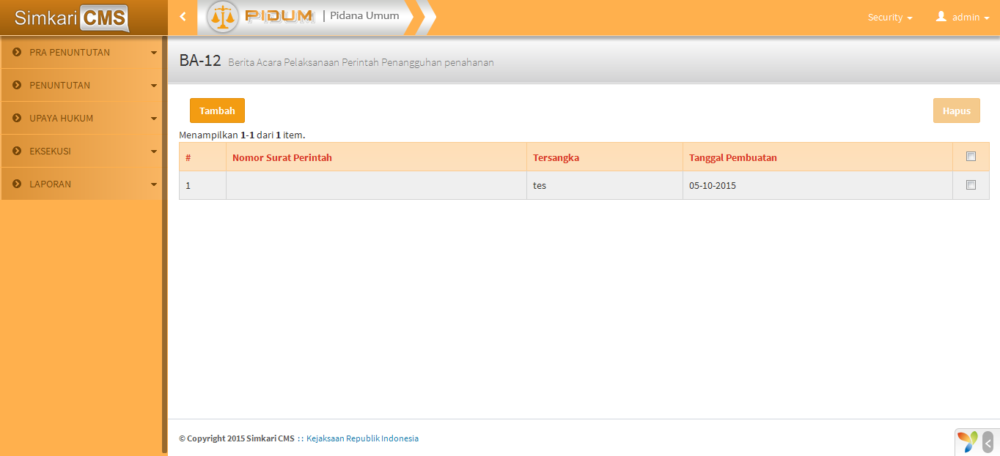 Simkari CMS
PIDUM | Pidana Umum
Security
admin
PRA PENUNTUTAN
PENUNTUTAN
UPAYA HUKUM
EKSEKUSI
LAPORAN
BA-12 Berita Acara Pelaksanaan Perintah Penangguhan penahanan
Tambah
Hapus
Menampilkan 1-1 dari 1 item.
# Nomor Surat Perintah Tersangka Tanggal Pembuatan
1 tes 05-10-2015
© Copyright 2015 Simkari CMS :: Kejaksaan Republik Indonesia